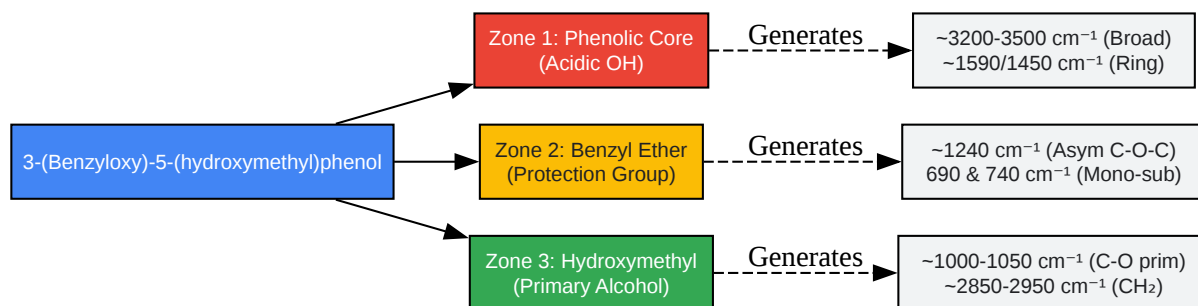 3-(Benzyloxy)-5-(hydroxymethyl)phenol
Zone 1: Phenolic Core
(Acidic OH)
Generates
~3200-3500 cm⁻¹ (Broad)
~1590/1450 cm⁻¹ (Ring)
Zone 2: Benzyl Ether
(Protection Group)
Generates
~1240 cm⁻¹ (Asym C-O-C)
690 & 740 cm⁻¹ (Mono-sub)
Zone 3: Hydroxymethyl
(Primary Alcohol)
Generates
~1000-1050 cm⁻¹ (C-O prim)
~2850-2950 cm⁻¹ (CH₂)